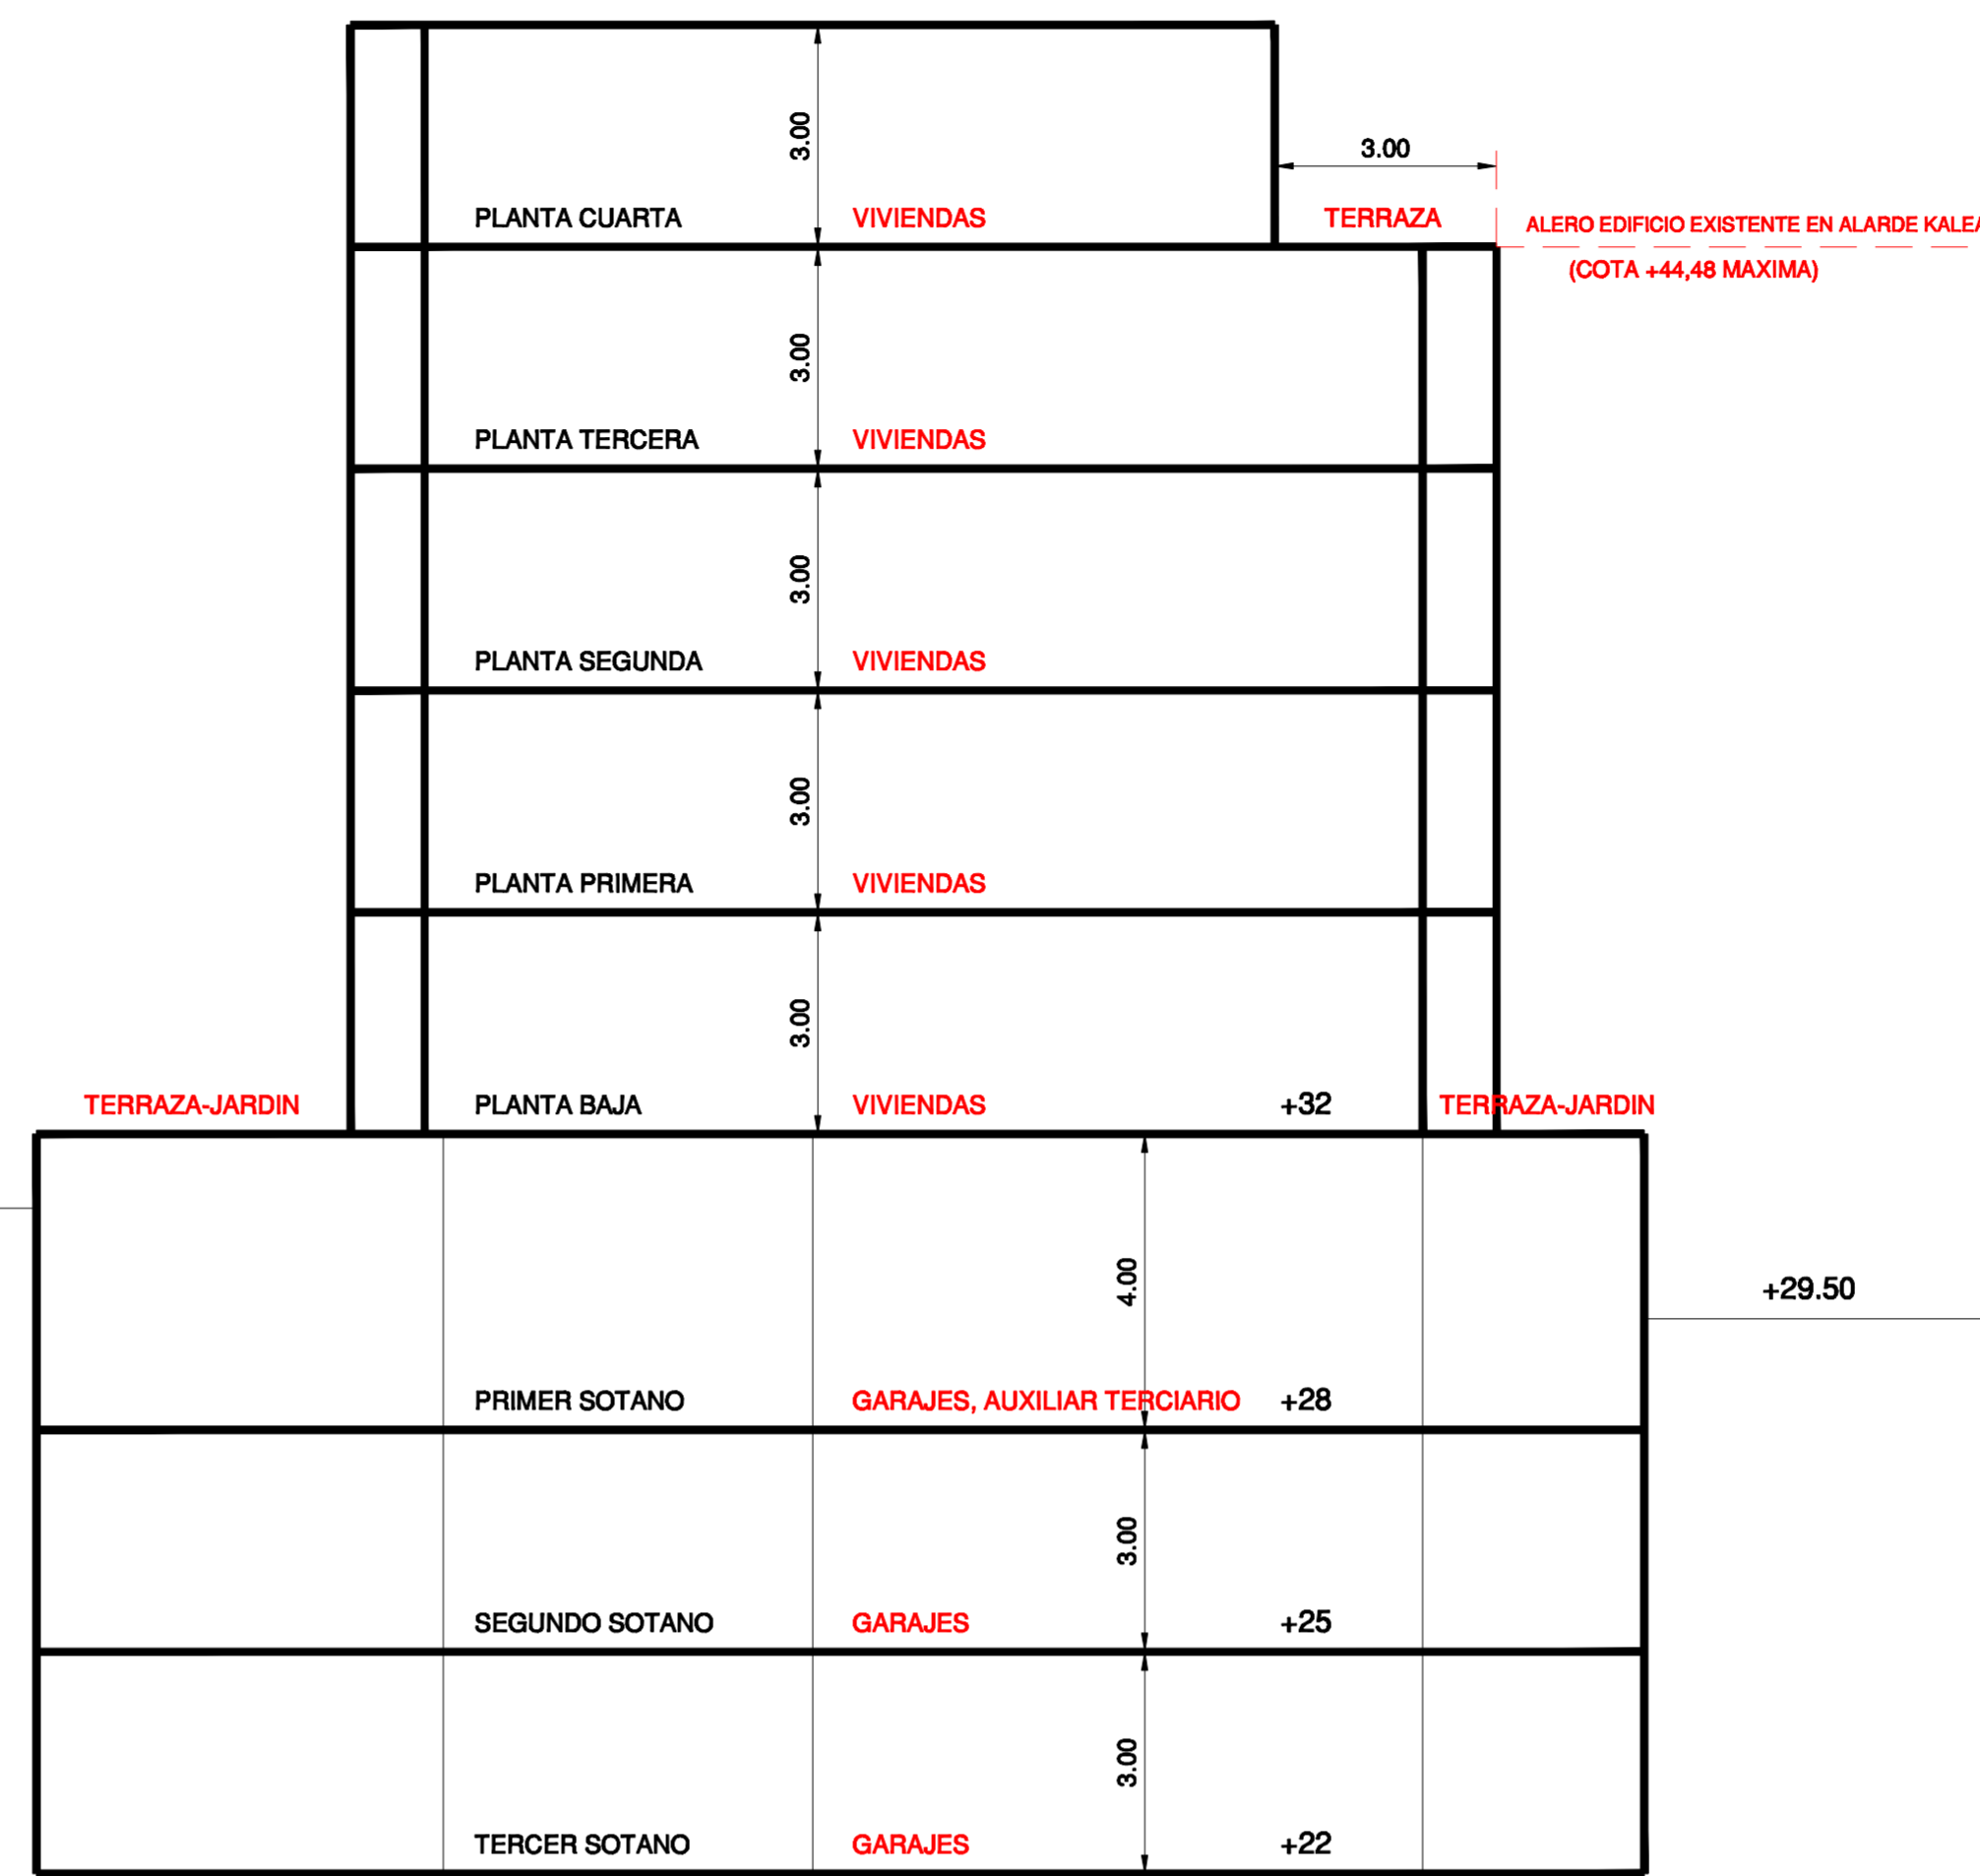 3.00
3.00
PLANTA CUARTA VIVIENDAS TERRAZA
ALERO EDIFICIO EXISTENTE EN ALARDE KALEA
(COTA +44,48 MAXIMA)
3.00
PLANTA TERCERA VIVIENDAS
3.00
PLANTA SEGUNDA VIVIENDAS
3.00
PLANTA PRIMERA VIVIENDAS
3.00
TERRAZA-JARDIN PLANTA BAJA VIVIENDAS +32 TERRAZA-JARDIN
4.00
+29.50
PRIMER SOTANO GARAJES, AUXILIAR TERCIARIO +28
3.00
SEGUNDO SOTANO GARAJES +25
3.00
TERCER SOTANO GARAJES +22